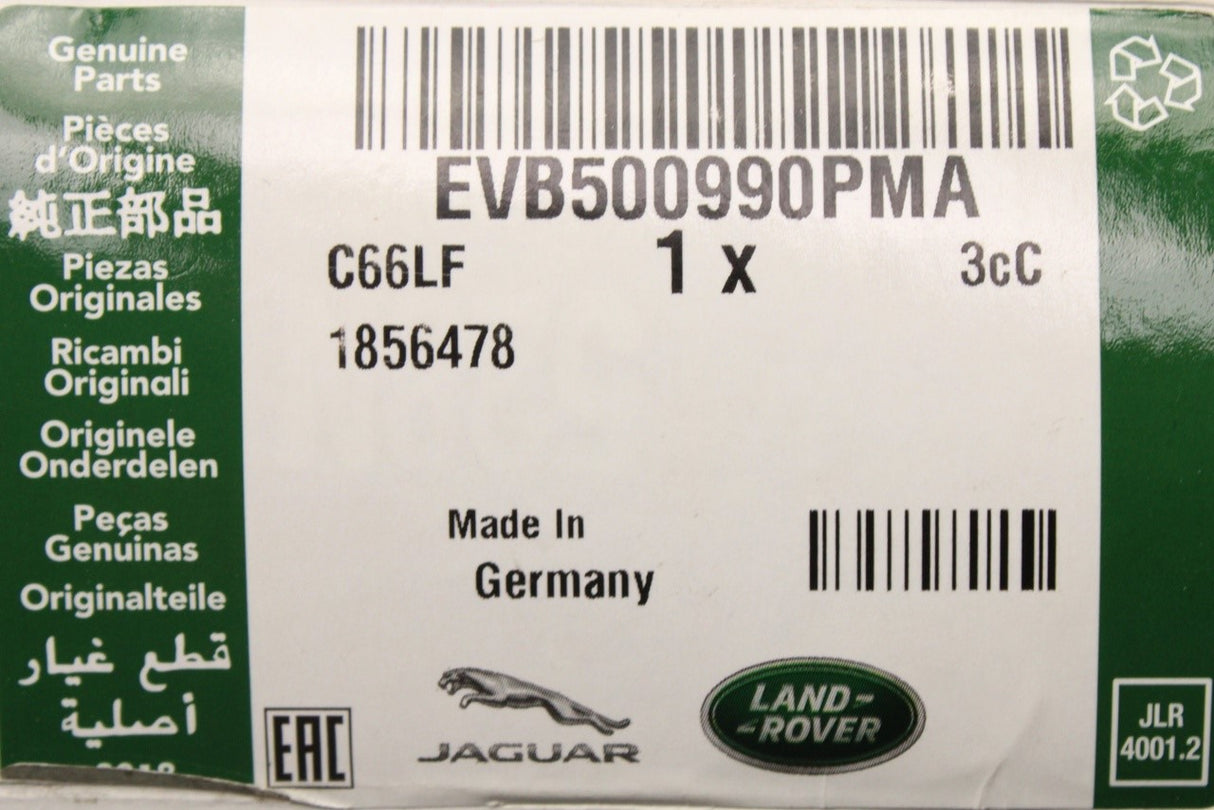 Genuine
Parts
Pièces
d'Origine
純正部品
Piezas
Originales
Ricambi
Originali
Originele
Onderdelen
Peças
Genuinas
Originalteile
قطع غيار
أصلية
EVB500990PMA
C66LF 1 x 3cC
1856478
Made In
Germany
EAC
JAGUAR
LAND-
-ROVER
JLR
4001.2